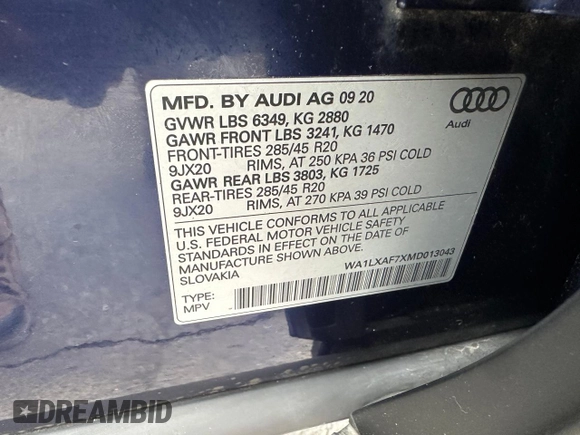 MFD. BY AUDI AG 09 20
GVWR LBS 6349, KG 2880
GAWR FRONT LBS 3241, KG 1470
FRONT-TIRES 285/45 R20
9JX20 RIMS, AT 250 KPA 36 PSI COLD
GAWR REAR LBS 3803, KG 1725
REAR-TIRES 285/45 R20
9JX20 RIMS, AT 270 KPA 39 PSI COLD
Audi
THIS VEHICLE CONFORMS TO ALL APPLICABLE
U.S. FEDERAL MOTOR VEHICLE SAFETY
STANDARDS IN EFFECT ON THE DATE OF
MANUFACTURE SHOWN ABOVE.
SLOVAKIA
WA1LXAF7XMD013043
TYPE:
MPV
DREAMBID